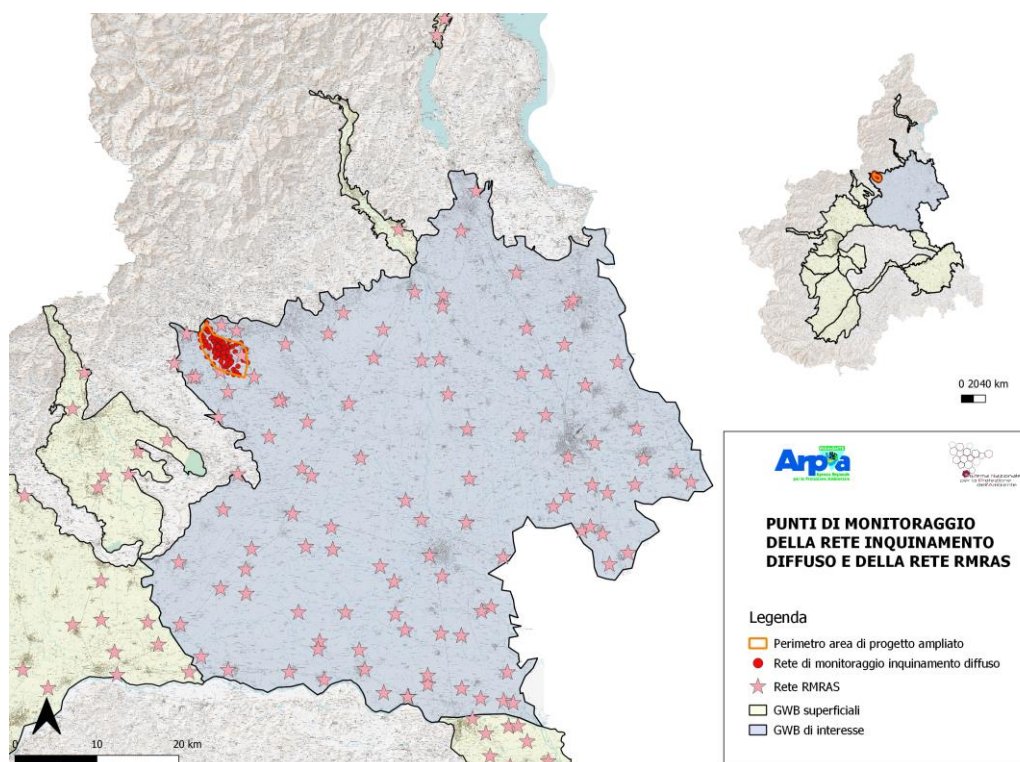 0 2040 km
Arpa
PUNTI DI MONITORAGGIO
DELLA RETE INQUINAMENTO
DIFFUSO E DELLA RETE RMRAS
Legenda
Perimetro area di progetto ampliato
Rete di monitoraggio inquinamento diffuso
Rete RMRAS
GWB superficiali
GWB di interesse
0 10 20 km